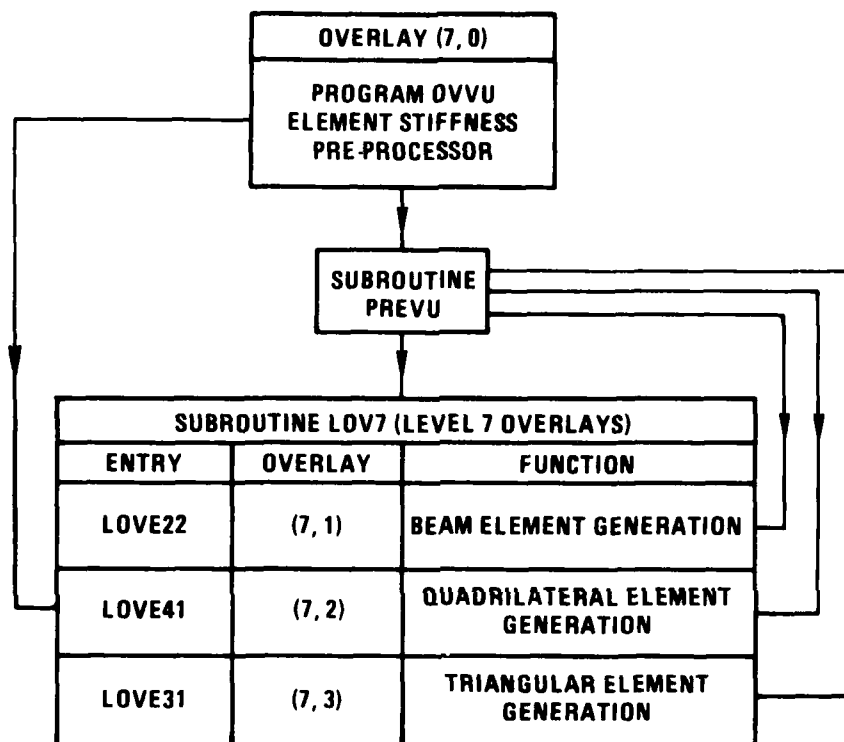 OVERLAY (7, 0)
PROGRAM OVVU
ELEMENT STIFFNESS
PRE-PROCESSOR
SUBROUTINE
PREVU
SUBROUTINE LOV7 (LEVEL 7 OVERLAYS)
ENTRY OVERLAY FUNCTION
LOVE22 (7, 1) BEAM ELEMENT GENERATION
LOVE41 (7, 2) QUADRILATERAL ELEMENT
GENERATION
LOVE31 (7, 3) TRIANGULAR ELEMENT
GENERATION